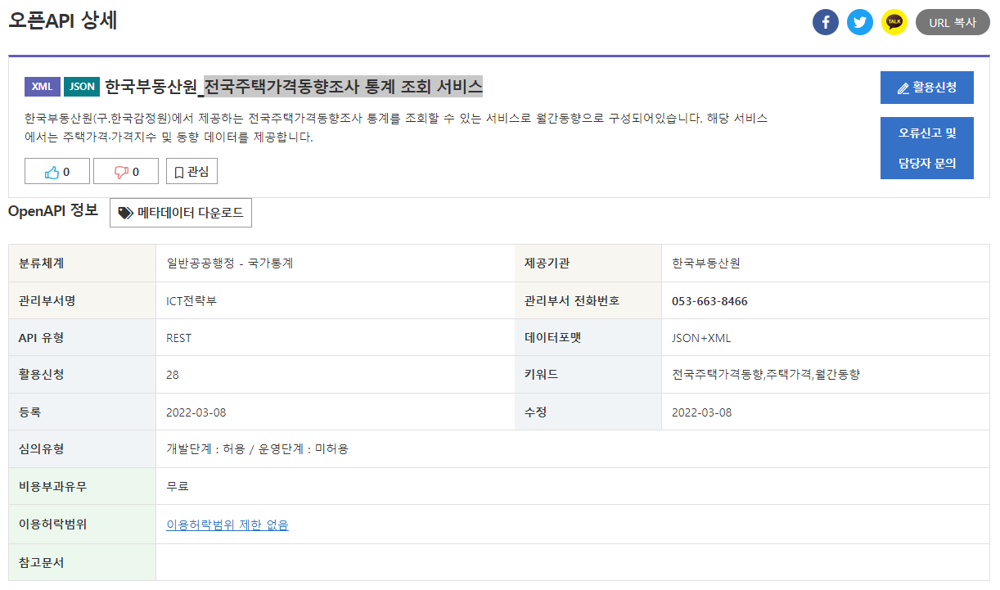 오픈API 상세
TALK
URL 복사
XML JSON 한국부동산원_전국주택가격동향조사 통계 조회 서비스
한국부동산원(구.한국감정원)에서 제공하는 전국주택가격동향조사 통계를 조회할 수 있는 서비스로 월간동향으로 구성되어있습니다. 해당 서비스
에서는 주택가격·가격지수 및 동향 데이터를 제공합니다.
0 0 관심
활용신청
오류신고 및
담당자 문의
OpenAPI 정보 메타데이터 다운로드
분류체계 일반공공행정 - 국가통계 제공기관 한국부동산원
관리부서명 ICT전략부 관리부서 전화번호 053-663-8466
API 유형 REST 데이터포맷 JSON+XML
활용신청 28 키워드 전국주택가격동향,주택가격,월간동향
등록 2022-03-08 수정 2022-03-08
심의유형 개발단계 : 허용 / 운영단계 : 미허용
비용부과유무 무료
이용허락범위 이용허락범위 제한 없음
참고문서